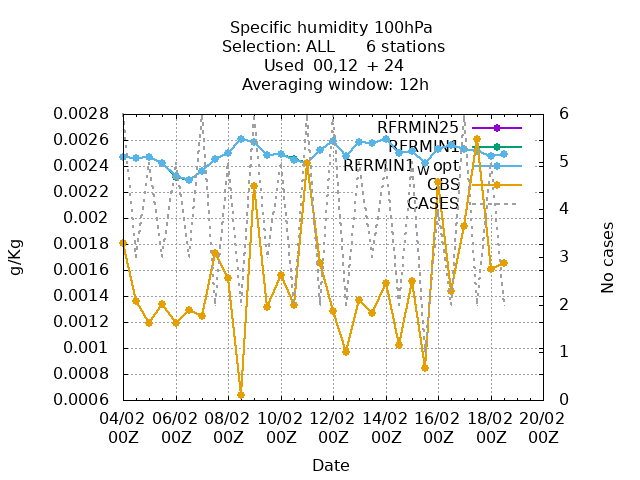 Specific humidity 100hPa
Selection: ALL 6 stations
Used 00,12 + 24
Averaging window: 12h
0.0028
0.0026
0.0024
0.0022
0.002
0.0018
0.0016
0.0014
0.0012
0.001
0.0008
0.0006
g/Kg
6
5
4
3
2
1
0
No cases
RFRMIN25
RFRMIN1
RFRMIN1_w opt
OBS
CASES
04/02 06/02 08/02 10/02 12/02 14/02 16/02 18/02 20/02
00Z 00Z 00Z 00Z 00Z 00Z 00Z 00Z 00Z
Date